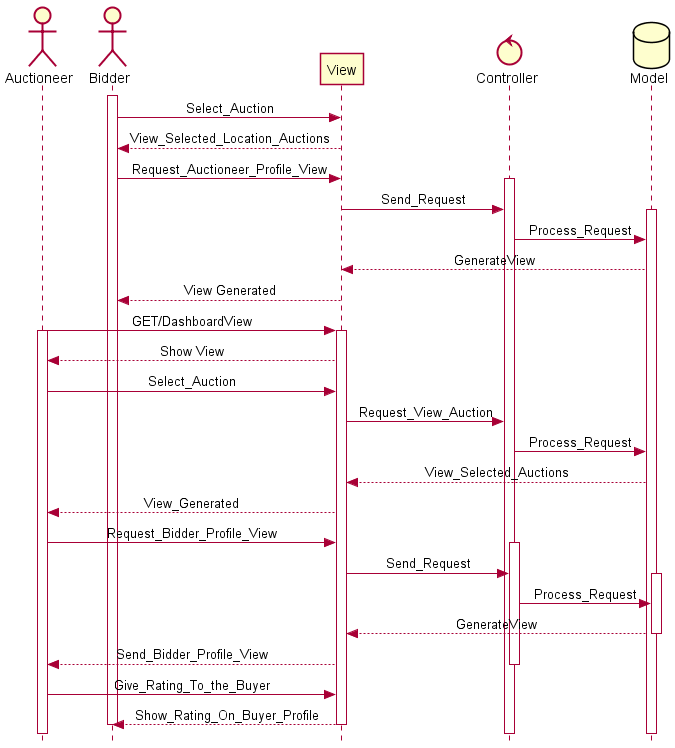 Auctioneer
Bidder
View
Controller
Model
Select_Auction
View_Selected_Location_Auctions
Request_Auctioneer_Profile_View
Send_Request
Process_Request
GenerateView
View Generated
GET/DashboardView
Show View
Select_Auction
Request_View_Auction
Process_Request
View_Selected_Auctions
View_Generated
Request_Bidder_Profile_View
Send_Request
Process_Request
GenerateView
Send_Bidder_Profile_View
Give_Rating_To_the_Buyer
Show_Rating_On_Buyer_Profile